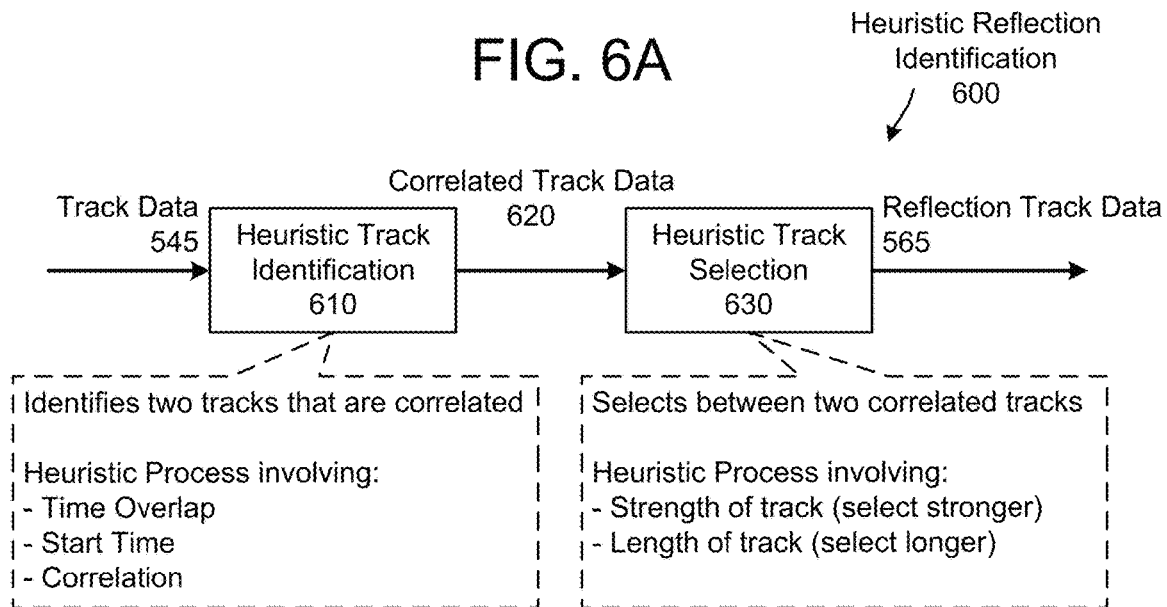 FIG. 6A
Heuristic Reflection
Identification
600
Track Data
545
Heuristic Track
Identification
610
Correlated Track Data
620
Heuristic Track
Selection
630
Reflection Track Data
565
Identifies two tracks that are correlated
Heuristic Process involving:
- Time Overlap
- Start Time
- Correlation
Selects between two correlated tracks
Heuristic Process involving:
- Strength of track (select stronger)
- Length of track (select longer)